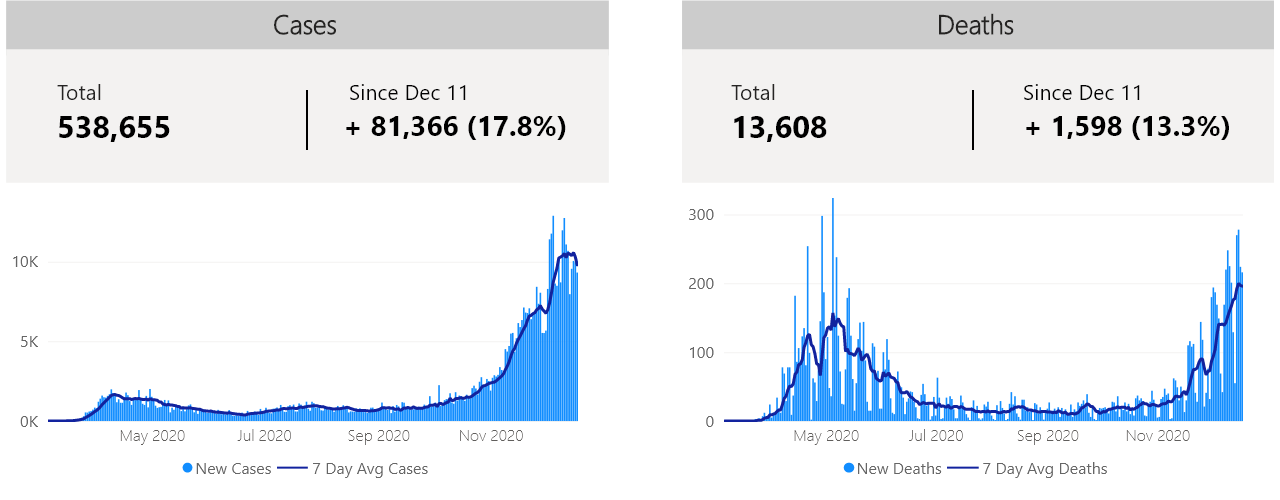 Cases
Total
538,655
Since Dec 11
+ 81,366 (17.8%)
10K
5K
0K
May 2020 Jul 2020 Sep 2020 Nov 2020
New Cases 7 Day Avg Cases
Deaths
Total
13,608
Since Dec 11
+ 1,598 (13.3%)
300
200
100
0
May 2020 Jul 2020 Sep 2020 Nov 2020
New Deaths 7 Day Avg Deaths